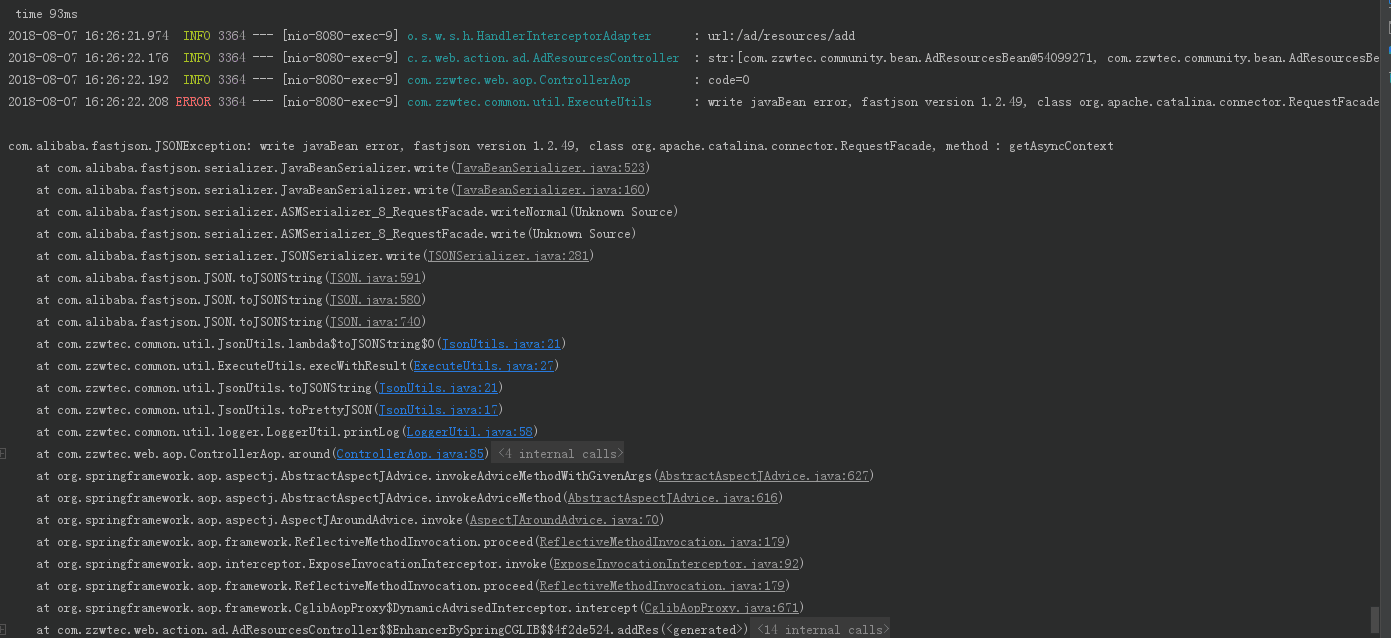 time 93ms
2018-08-07 16:26:21.974  INFO 3364 --- [nio-8080-exec-9] o.s.w.s.h.HandlerInterceptorAdapter      : url:/ad/resources/add
2018-08-07 16:26:22.176  INFO 3364 --- [nio-8080-exec-9] c.z.web.action.ad.AdResourcesController  : str:[com.zzwtec.community.bean.AdResourcesBean@54099271, com.zzwtec.community.bean.AdResourcesBe
2018-08-07 16:26:22.192  INFO 3364 --- [nio-8080-exec-9] com.zzwtec.web.aop.ControllerAop         : code=0
2018-08-07 16:26:22.208 ERROR 3364 --- [nio-8080-exec-9] com.zzwtec.common.util.ExecuteUtils      : write javaBean error, fastjson version 1.2.49, class org.apache.catalina.connector.RequestFacade
com.alibaba.fastjson.JSONException: write javaBean error, fastjson version 1.2.49, class org.apache.catalina.connector.RequestFacade, method : getAsyncContext
at com.alibaba.fastjson.serializer.JavaBeanSerializer.write(JavaBeanSerializer.java:523)
at com.alibaba.fastjson.serializer.JavaBeanSerializer.write(JavaBeanSerializer.java:160)
at com.alibaba.fastjson.serializer.ASMSerializer_8_RequestFacade.writeNormal(Unknown Source)
at com.alibaba.fastjson.serializer.ASMSerializer_8_RequestFacade.write(Unknown Source)
at com.alibaba.fastjson.serializer.JSONSerializer.write(JSONSerializer.java:281)
at com.alibaba.fastjson.JSON.toJSONString(JSON.java:591)
at com.alibaba.fastjson.JSON.toJSONString(JSON.java:580)
at com.alibaba.fastjson.JSON.toJSONString(JSON.java:740)
at com.zzwtec.common.util.JsonUtils.lambda$toJSONString$0(JsonUtils.java:21)
at com.zzwtec.common.util.ExecuteUtils.execWithResult(ExecuteUtils.java:27)
at com.zzwtec.common.util.JsonUtils.toJSONString(JsonUtils.java:21)
at com.zzwtec.common.util.JsonUtils.toPrettyJSON(JsonUtils.java:17)
at com.zzwtec.common.util.logger.LoggerUtil.printLog(LoggerUtil.java:58)
at com.zzwtec.web.aop.ControllerAop.around(ControllerAop.java:85) <4 internal calls>
at org.springframework.aop.aspectj.AbstractAspectJAdvice.invokeAdviceMethodWithGivenArgs(AbstractAspectJAdvice.java:627)
at org.springframework.aop.aspectj.AbstractAspectJAdvice.invokeAdviceMethod(AbstractAspectJAdvice.java:616)
at org.springframework.aop.aspectj.AspectJAroundAdvice.invoke(AspectJAroundAdvice.java:70)
at org.springframework.aop.framework.ReflectiveMethodInvocation.proceed(ReflectiveMethodInvocation.java:179)
at org.springframework.aop.interceptor.ExposeInvocationInterceptor.invoke(ExposeInvocationInterceptor.java:92)
at org.springframework.aop.framework.ReflectiveMethodInvocation.proceed(ReflectiveMethodInvocation.java:179)
at org.springframework.aop.framework.CglibAopProxy$DynamicAdvisedInterceptor.intercept(CglibAopProxy.java:671)
at com.zzwtec.web.action.ad.AdResourcesController$$EnhancerBySpringCGLIB$$4f2de524.addRes(<generated>) <14 internal calls>